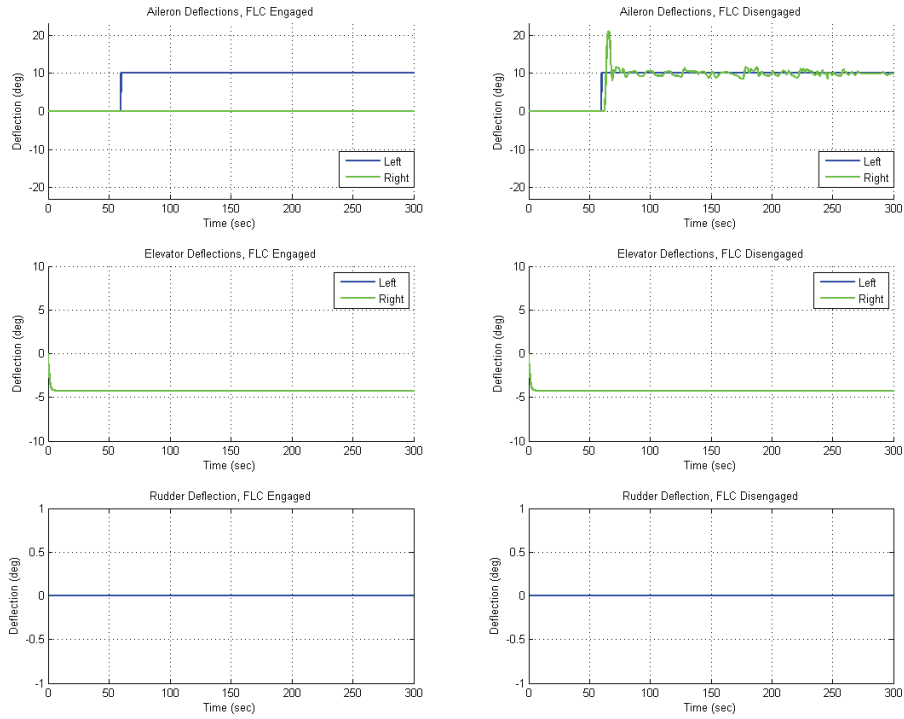 Aileron Deflections, FLC Engaged
Deflection (deg)
20
10
0
-10
-20
Left
Right
0 50 100 150 200 250 300
Time (sec)
Aileron Deflections, FLC Disengaged
Deflection (deg)
20
10
0
-10
-20
Left
Right
0 50 100 150 200 250 300
Time (sec)
Elevator Deflections, FLC Engaged
Deflection (deg)
10
5
0
-5
-10
Left
Right
0 50 100 150 200 250 300
Time (sec)
Elevator Deflections, FLC Disengaged
Deflection (deg)
10
5
0
-5
-10
Left
Right
0 50 100 150 200 250 300
Time (sec)
Rudder Deflection, FLC Engaged
Deflection (deg)
1
0.5
0
-0.5
-1
0 50 100 150 200 250 300
Time (sec)
Rudder Deflection, FLC Disengaged
Deflection (deg)
1
0.5
0
-0.5
-1
0 50 100 150 200 250 300
Time (sec)